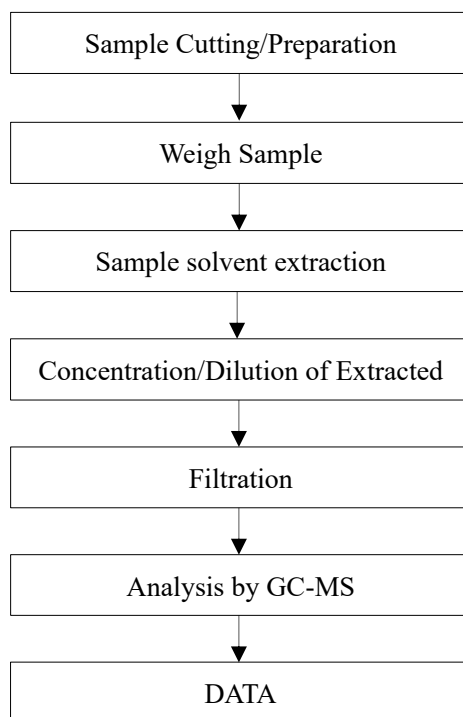 Sample Cutting/Preparation
Weigh Sample
Sample solvent extraction
Concentration/Dilution of Extracted
Filtration
Analysis by GC-MS
DATA